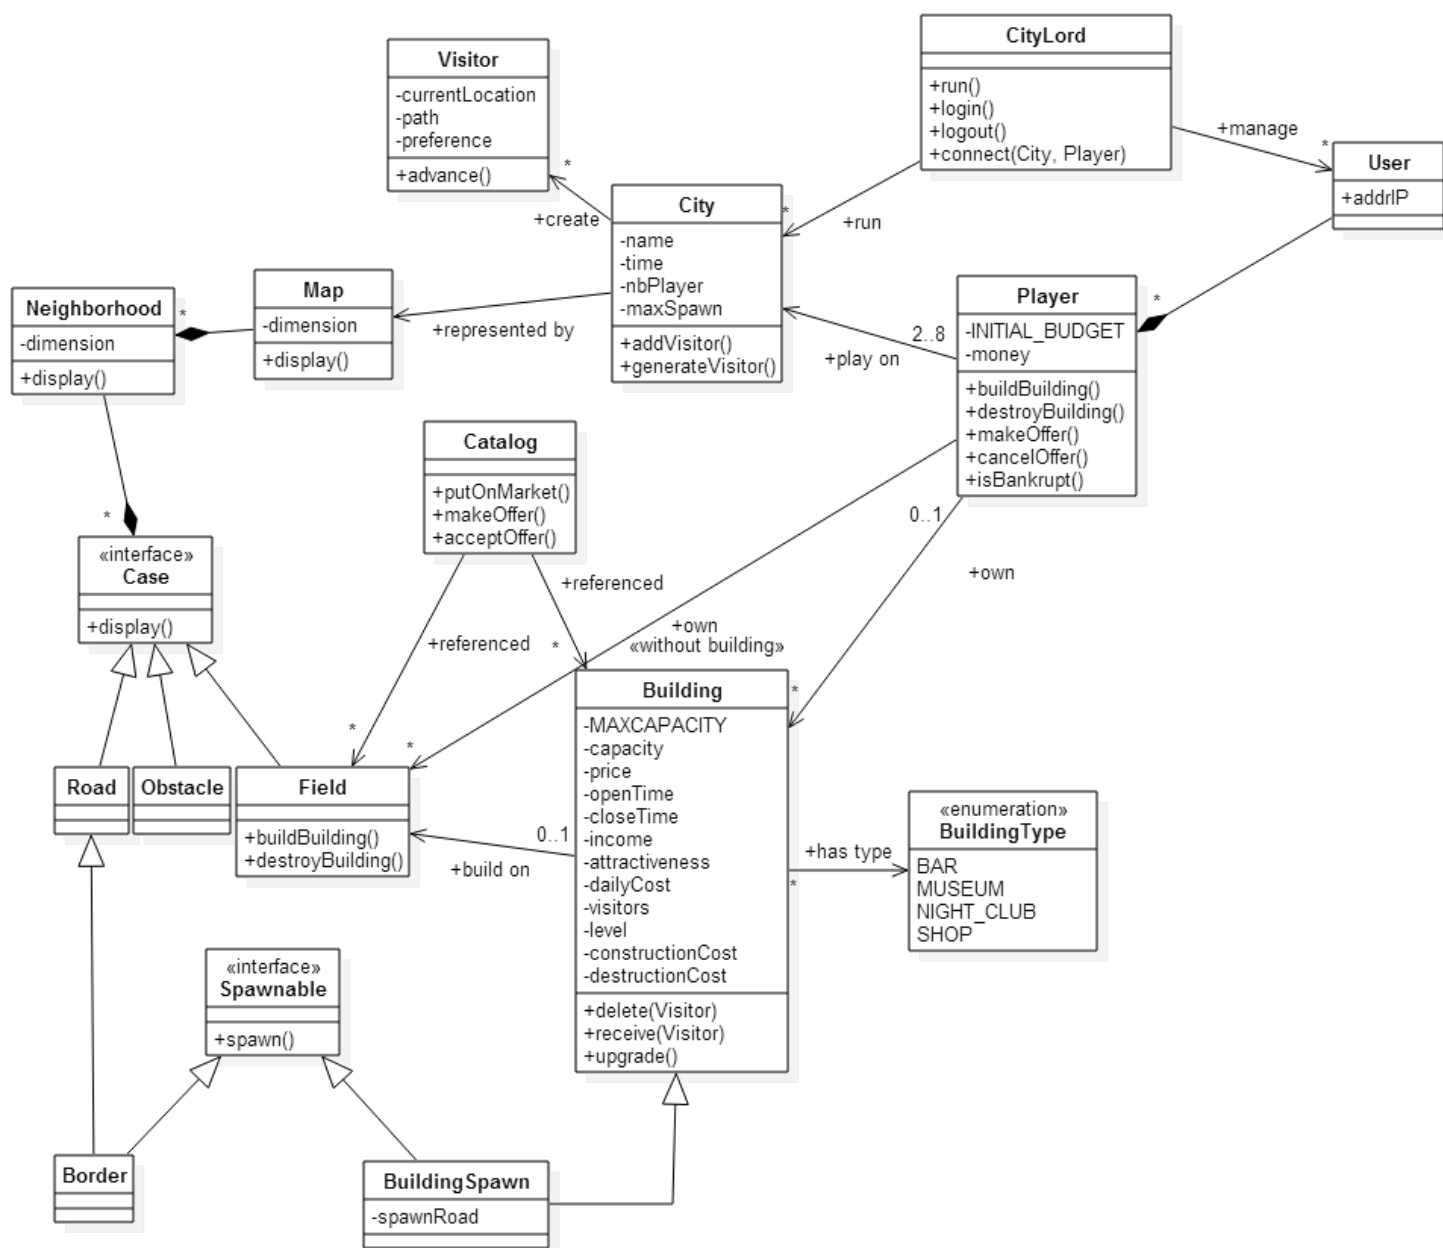 CityLord
+run()
+login()
+logout()
+connect(City, Player)
Visitor
-currentLocation
-path
-preference
+advance()
*
+create
+manage
*
User
+addrIP
City
-name
-time
-nbPlayer
-maxSpawn
+addVisitor()
+generateVisitor()
*
+run
Neighborhood
-dimension
+display()
*
Map
-dimension
+display()
+represented by
2..8
+play on
*
Player
-INITIAL_BUDGET
-money
+buildBuilding()
+destroyBuilding()
+makeOffer()
+cancelOffer()
+isBankrupt()
Catalog
+putOnMarket()
+makeOffer()
+acceptOffer()
*
«interface»
Case
+display()
+referenced
*
+referenced
*
+own
«without building»
*
0..1
+own
*
Road
Obstacle
Field
+buildBuilding()
+destroyBuilding()
0..1
+build on
Building
-MAXCAPACITY
-capacity
-price
-openTime
-closeTime
-income
-attractiveness
-dailyCost
-visitors
-level
-constructionCost
-destructionCost
+delete(Visitor)
+receive(Visitor)
+upgrade()
+has type
*
«enumeration»
BuildingType
BAR
MUSEUM
NIGHT_CLUB
SHOP
«interface»
Spawnable
+spawn()
Border
BuildingSpawn
-spawnRoad